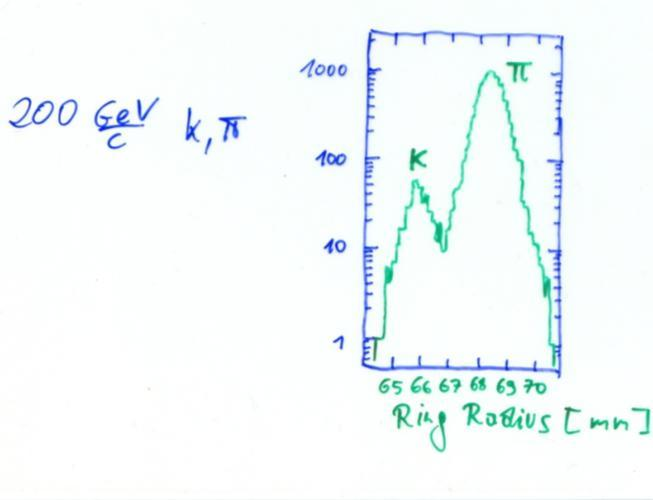 200 GeV/c K, π
1000
π
100
K
10
1
65 66 67 68 69 70
Ring Radius [mm]